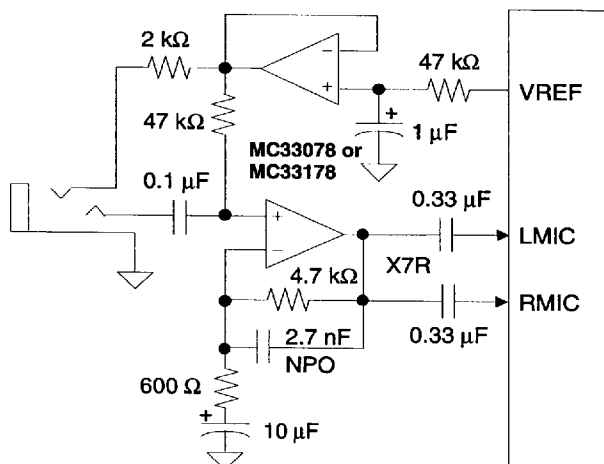 2 kΩ
−
+
47 kΩ
VREF
47 kΩ
+
1 μF
MC33078 or
MC33178
0.1 μF
+
−
0.33 μF
LMIC
X7R
4.7 kΩ
RMIC
0.33 μF
2.7 nF
NPO
600 Ω
+
10 μF